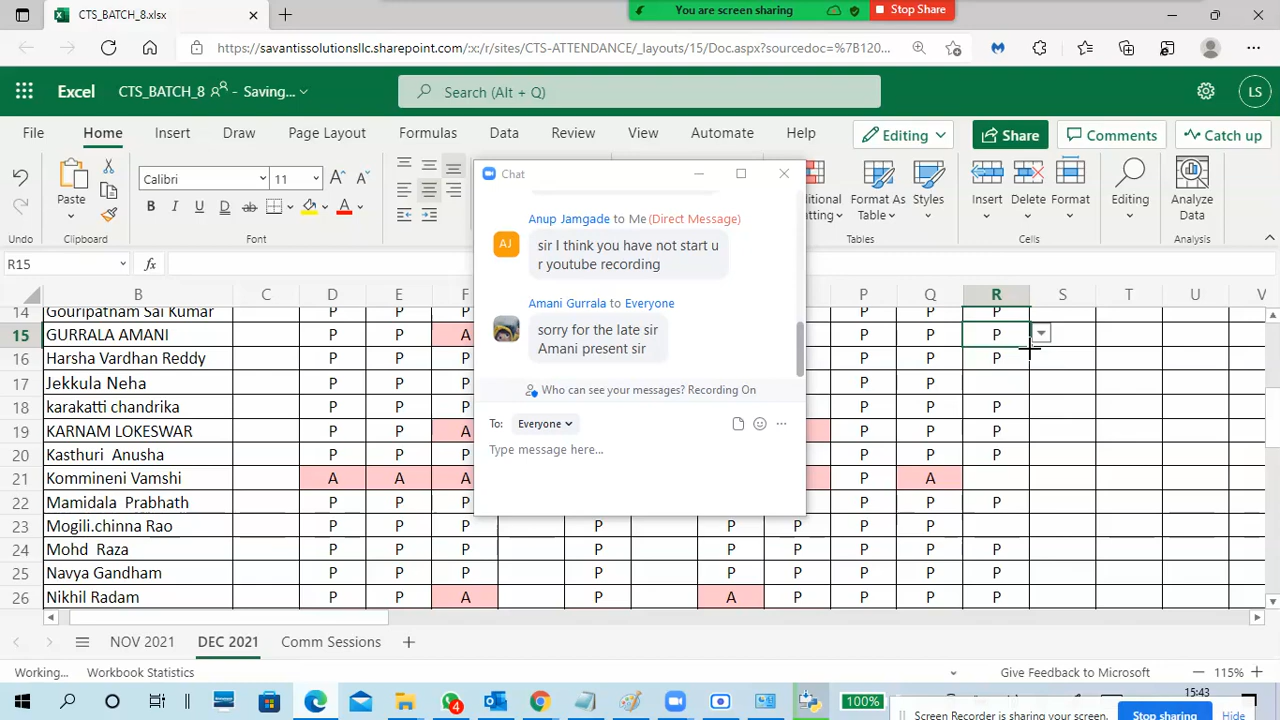 CTS_BATCH_8.xlsx
You are screen sharing
Stop Share
https://savantissolutionsllc.sharepoint.com/:x:/r/sites/CTS-ATTENDANCE/_layouts/15/Doc.aspx?sourcedoc=%7B120...
Excel CTS_BATCH_8 - Saving...
Search (Alt + Q)
LS
File Home Insert Draw Page Layout Formulas Data Review View Automate Help
Editing Share Comments Catch up
Calibri 11
Paste
B I U D ab A
Format As Styles Insert Delete Format Editing Analyze
Table Data
Undo Clipboard Font Tables Cells Analysis
R15 fx
Chat
Anup Jamgade to Me (Direct Message)
AJ
sir I think you have not start u
r youtube recording
Amani Gurrala to Everyone
sorry for the late sir
Amani present sir
Who can see your messages? Recording On
To: Everyone
Type message here...
B C D E F P Q R S T U V
14 Gouripatnam Sai Kumar P P P P P P
15 GURRALA AMANI P P A P P P
16 Harsha Vardhan Reddy P P P P P P
17 Jekkula Neha P P P P P
18 karakatti chandrika P P P P P P
19 KARNAM LOKESWAR P P A P P P
20 Kasthuri Anusha P P P P P P
21 Kommineni Vamshi A A A P A
22 Mamidala Prabhath P P P P P P
23 Mogili.chinna Rao P P P P P P P P
24 Mohd Raza P P P P P P P P P
25 Navya Gandham P P P P P P P P P
26 Nikhil Radam P P A P A P P P P
NOV 2021 DEC 2021 Comm Sessions
Working... Workbook Statistics
Give Feedback to Microsoft 115%
4
100%
15:43
Screen Recorder is sharing your screen. Stop sharing Hide